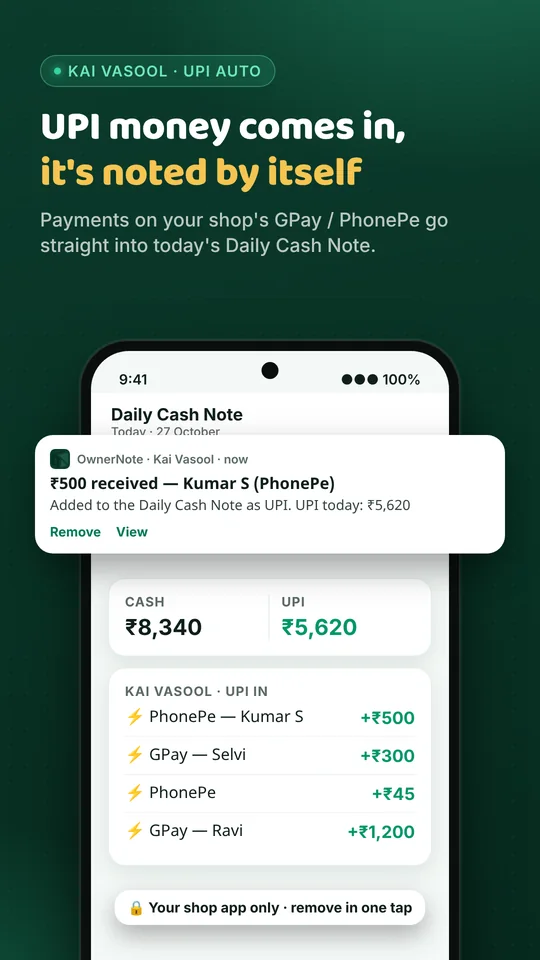 KAI VASOOL · UPI AUTO
UPI money comes in,
it's noted by itself
Payments on your shop's GPay / PhonePe go
straight into today's Daily Cash Note.
9:41
100%
Daily Cash Note
Today · 27 October
OwnerNote · Kai Vasool · now
₹500 received — Kumar S (PhonePe)
Added to the Daily Cash Note as UPI. UPI today: ₹5,620
Remove View
CASH UPI
₹8,340 ₹5,620
KAI VASOOL · UPI IN
⚡ PhonePe — Kumar S +₹500
⚡ GPay — Selvi +₹300
⚡ PhonePe +₹45
⚡ GPay — Ravi +₹1,200
🔒 Your shop app only · remove in one tap